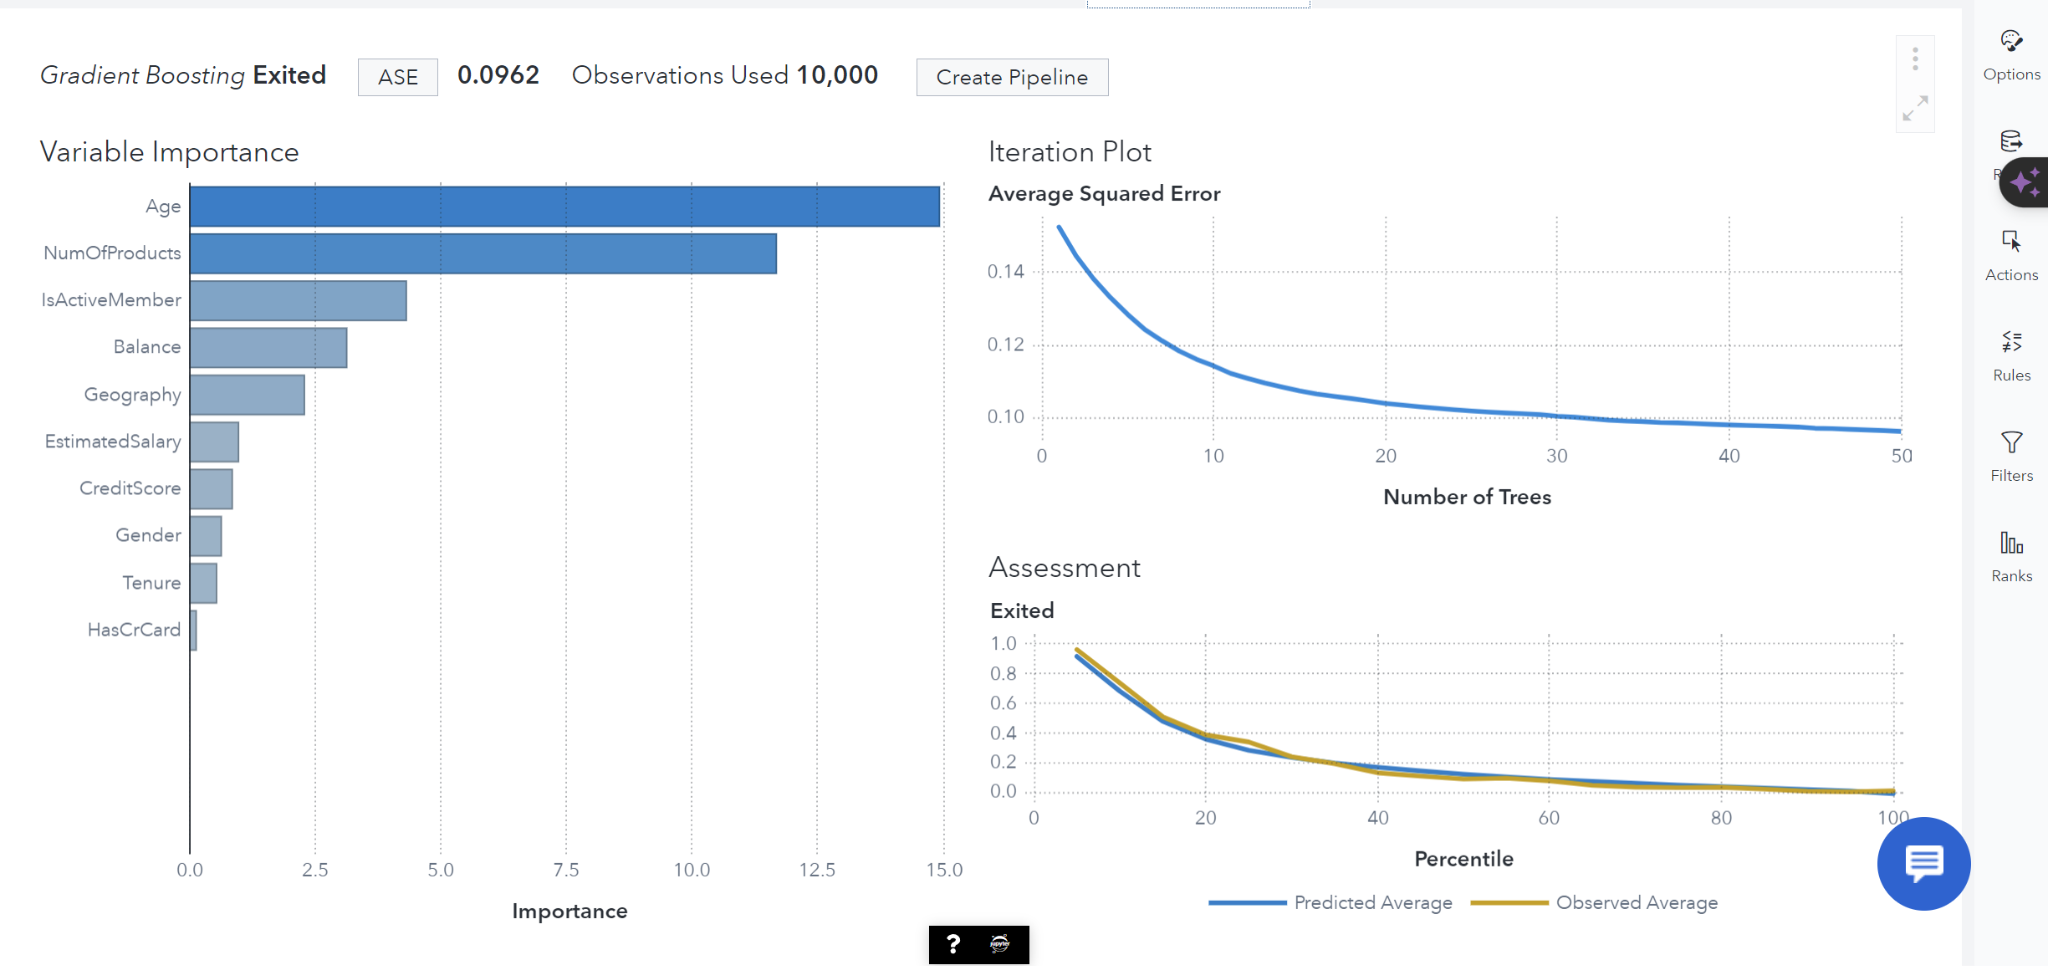 Gradient Boosting Exited ASE 0.0962 Observations Used 10,000 Create Pipeline
Variable Importance
Age
NumOfProducts
IsActiveMember
Balance
Geography
EstimatedSalary
CreditScore
Gender
Tenure
HasCrCard
0.0 2.5 5.0 7.5 10.0 12.5 15.0
Importance
Iteration Plot
Average Squared Error
0.14
0.12
0.10
0 10 20 30 40 50
Number of Trees
Assessment
Exited
1.0
0.8
0.6
0.4
0.2
0.0
0 20 40 60 80 100
Percentile
Predicted Average Observed Average
Options
Actions
Rules
Filters
Ranks
? jupyter